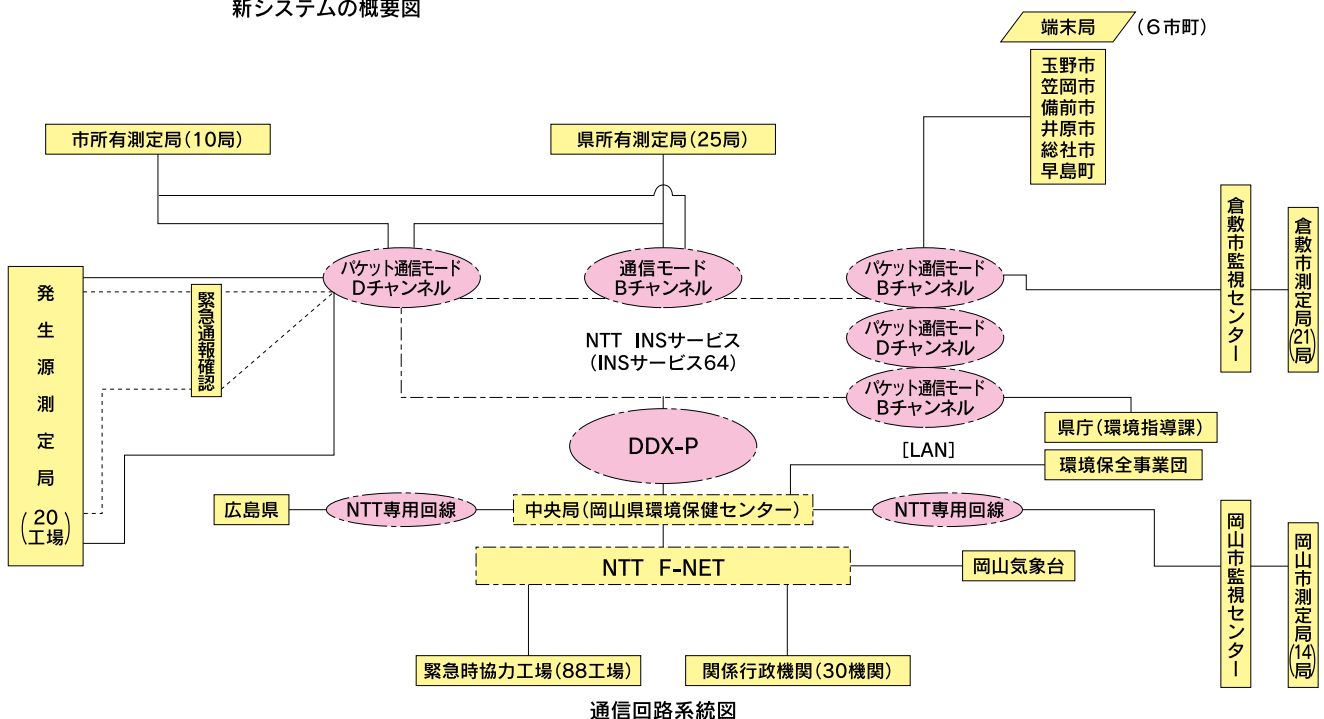 新システムの概要図
端末局
(6市町)
玉野市
笠岡市
備前市
井原市
総社市
早島町
市所有測定局(10局)
県所有測定局(25局)
発生源測定局(20工場)
緊急通報確認
パケット通信モード
Dチャンネル
通信モード
Bチャンネル
パケット通信モード
Bチャンネル
パケット通信モード
Dチャンネル
パケット通信モード
Bチャンネル
NTT INSサービス
(INSサービス64)
倉敷市監視センター
倉敷市測定局(21局)
DDX-P
[LAN]
県庁(環境指導課)
環境保全事業団
広島県
NTT専用回線
中央局(岡山県環境保健センター)
NTT専用回線
NTT F-NET
岡山気象台
岡山市監視センター
岡山市測定局(14局)
緊急時協力工場(88工場)
関係行政機関(30機関)
通信回路系統図